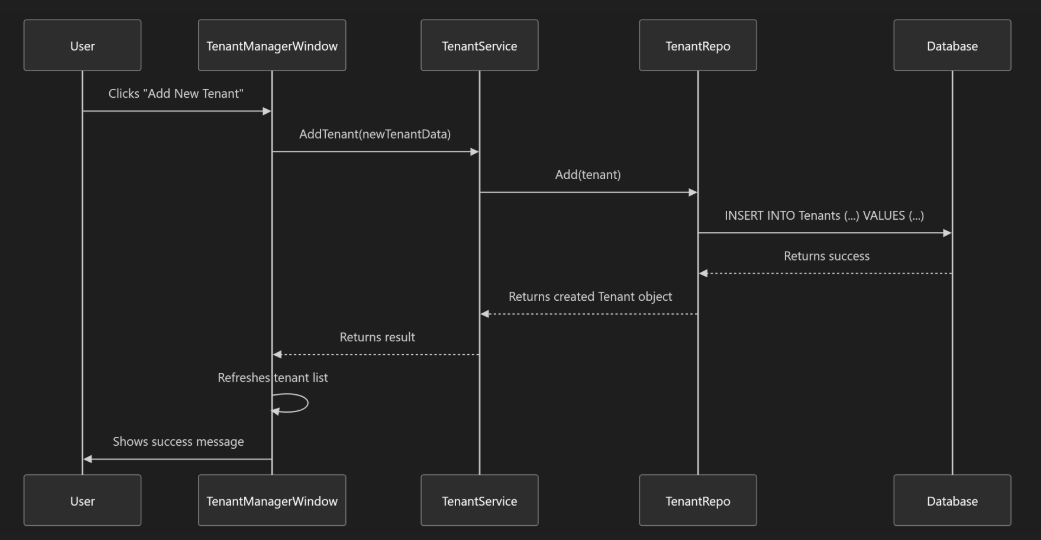 User
TenantManagerWindow
TenantService
TenantRepo
Database
Clicks "Add New Tenant"
AddTenant(newTenantData)
Add(tenant)
INSERT INTO Tenants (...) VALUES (...)
Returns success
Returns created Tenant object
Returns result
Refreshes tenant list
Shows success message
User
TenantManagerWindow
TenantService
TenantRepo
Database